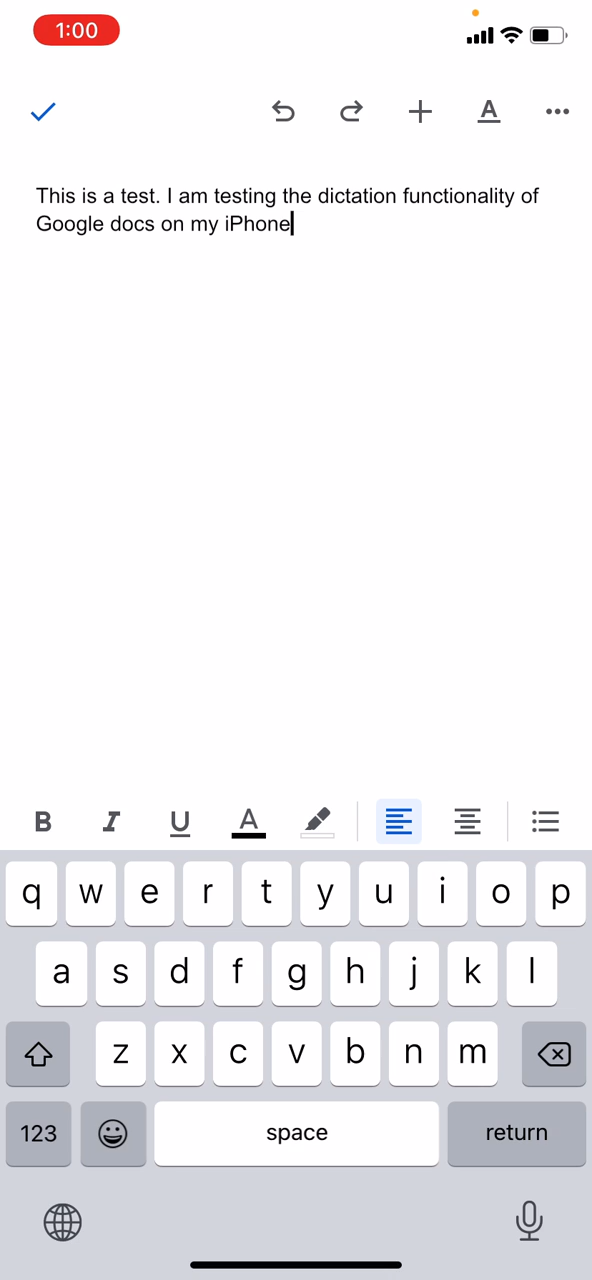 1:00
A
This is a test. I am testing the dictation functionality of
Google docs on my iPhone
B I U A
q w e r t y u i o p
a s d f g h j k l
z x c v b n m
123 space return